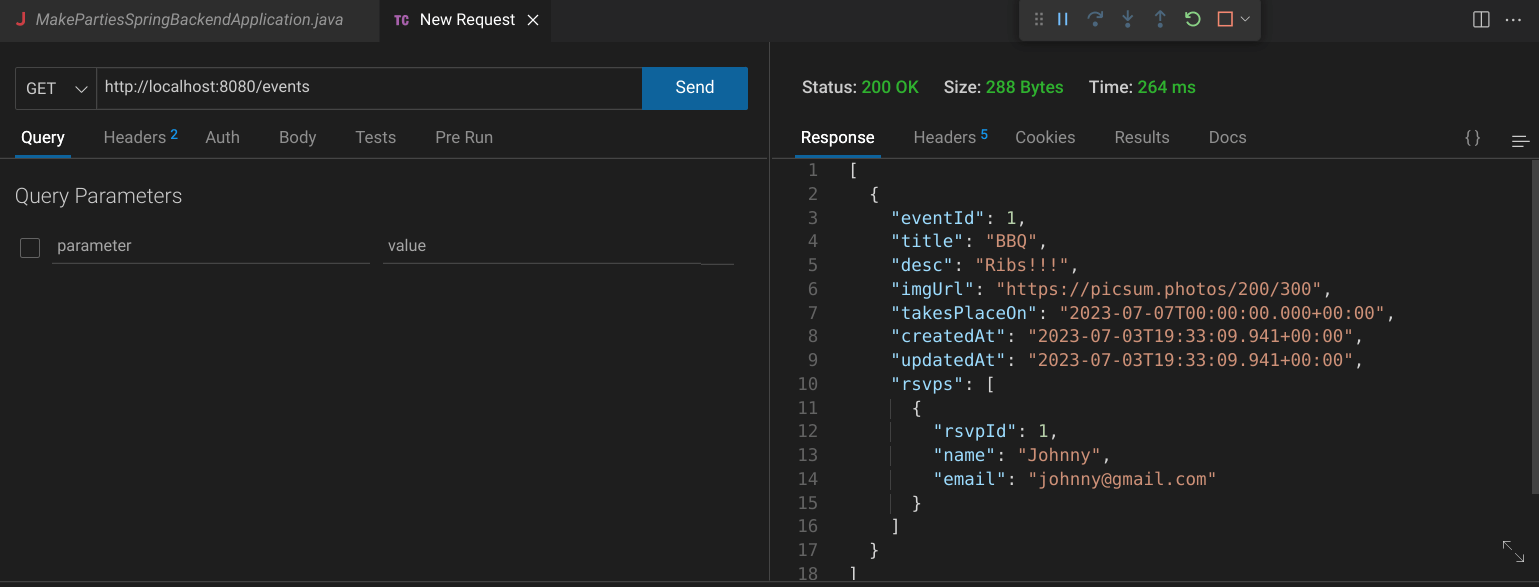 J MakePartiesSpringBackendApplication.java TC New Request
GET http://localhost:8080/events Send
Query Headers 2 Auth Body Tests Pre Run
Query Parameters
parameter value
Status: 200 OK Size: 288 Bytes Time: 264 ms
Response Headers 5 Cookies Results Docs {}
1 [
2 {
3 "eventId": 1,
4 "title": "BBQ",
5 "desc": "Ribs!!!",
6 "imgUrl": "https://picsum.photos/200/300",
7 "takesPlaceOn": "2023-07-07T00:00:00.000+00:00",
8 "createdAt": "2023-07-03T19:33:09.941+00:00",
9 "updatedAt": "2023-07-03T19:33:09.941+00:00",
10 "rsvps": [
11 {
12 "rsvpId": 1,
13 "name": "Johnny",
14 "email": "johnny@gmail.com"
15 }
16 ]
17 }
18 ]